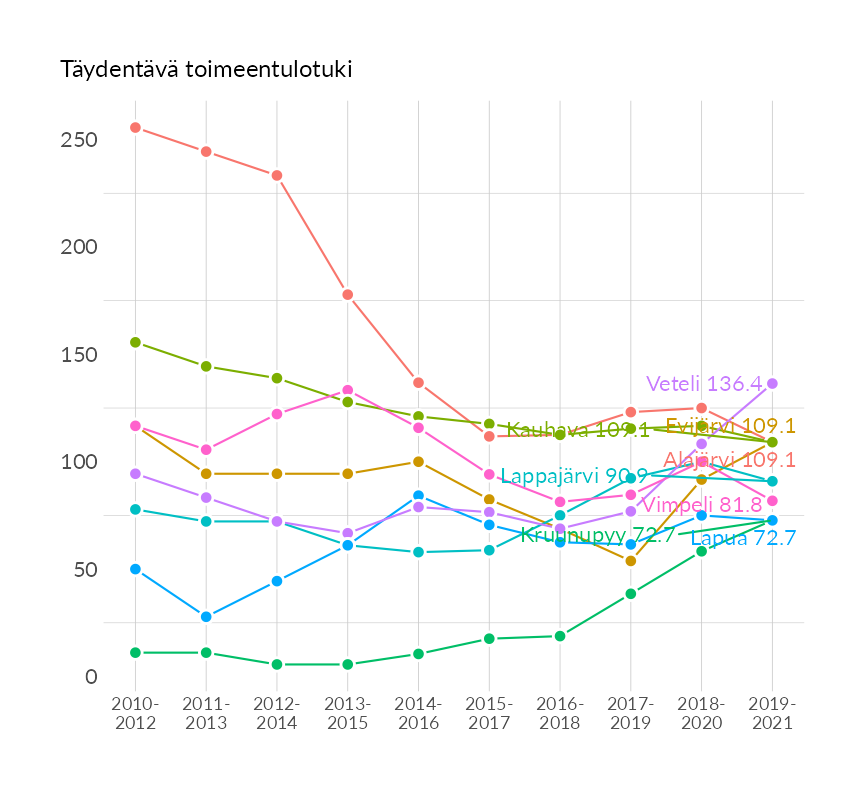 Täydentävä toimeentulotuki
250
200
150
100
50
0
Veteli 136.4
Kauhava 109.1
Evijärvi 109.1
Alajärvi 109.1
Lappajärvi 90.9
Vimpeli 81.8
Kruunupyy 72.7
Lapua 72.7
2010- 2011- 2012- 2013- 2014- 2015- 2016- 2017- 2018- 2019-
2012 2013 2014 2015 2016 2017 2018 2019 2020 2021